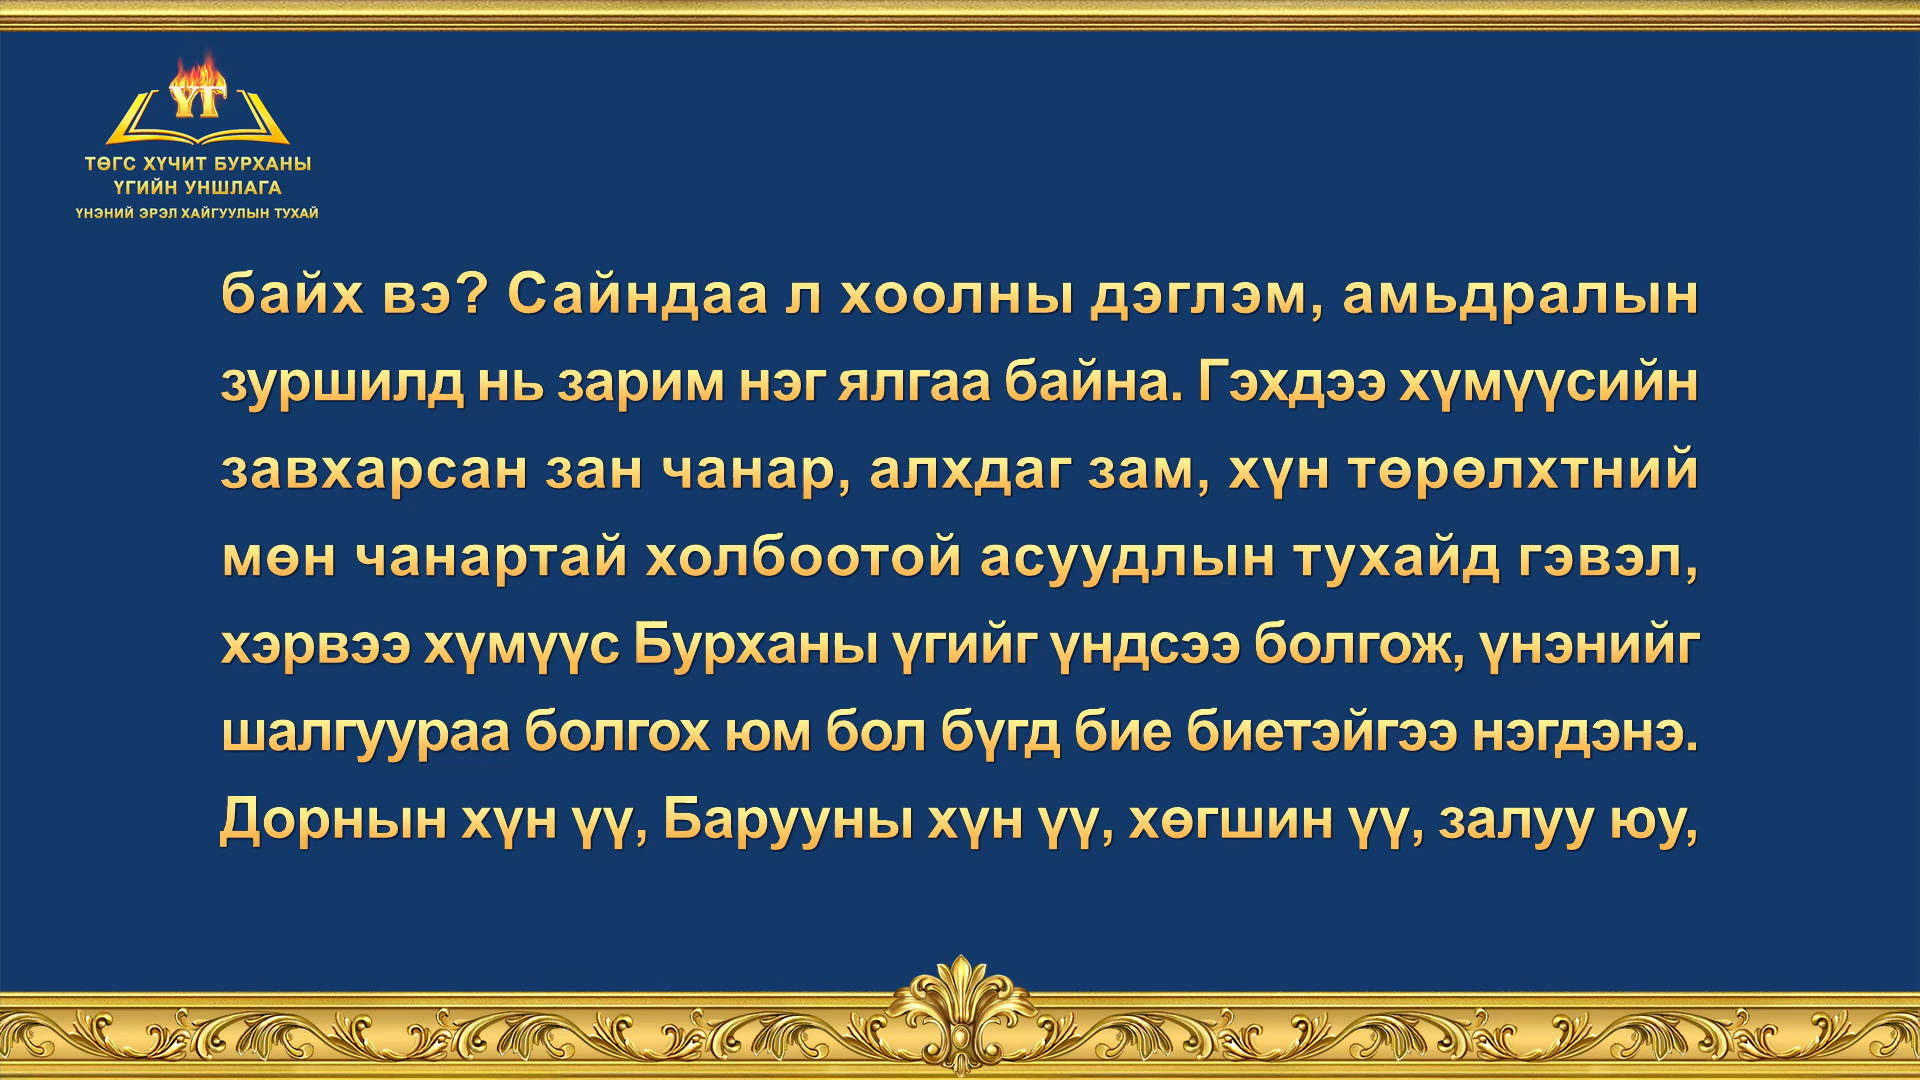 ҮГ
ТӨГС ХҮЧИТ БУРХАНЫ
ҮГИЙН УНШЛАГА
ҮНЭНИЙ ЭРЭЛ ХАЙГУУЛЫН ТУХАЙ
байх вэ? Сайндаа л хоолны дэглэм, амьдралын
зуршилд нь зарим нэг ялгаа байна. Гэхдээ хүмүүсийн
завхарсан зан чанар, алхдаг зам, хүн төрөлхтний
мөн чанартай холбоотой асуудлын тухайд гэвэл,
хэрвээ хүмүүс Бурханы үгийг үндсээ болгож, үнэнийг
шалгуураа болгох юм бол бүгд бие биетэйгээ нэгдэнэ.
Дорнын хүн үү, Барууны хүн үү, хөгшин үү, залуу юу,